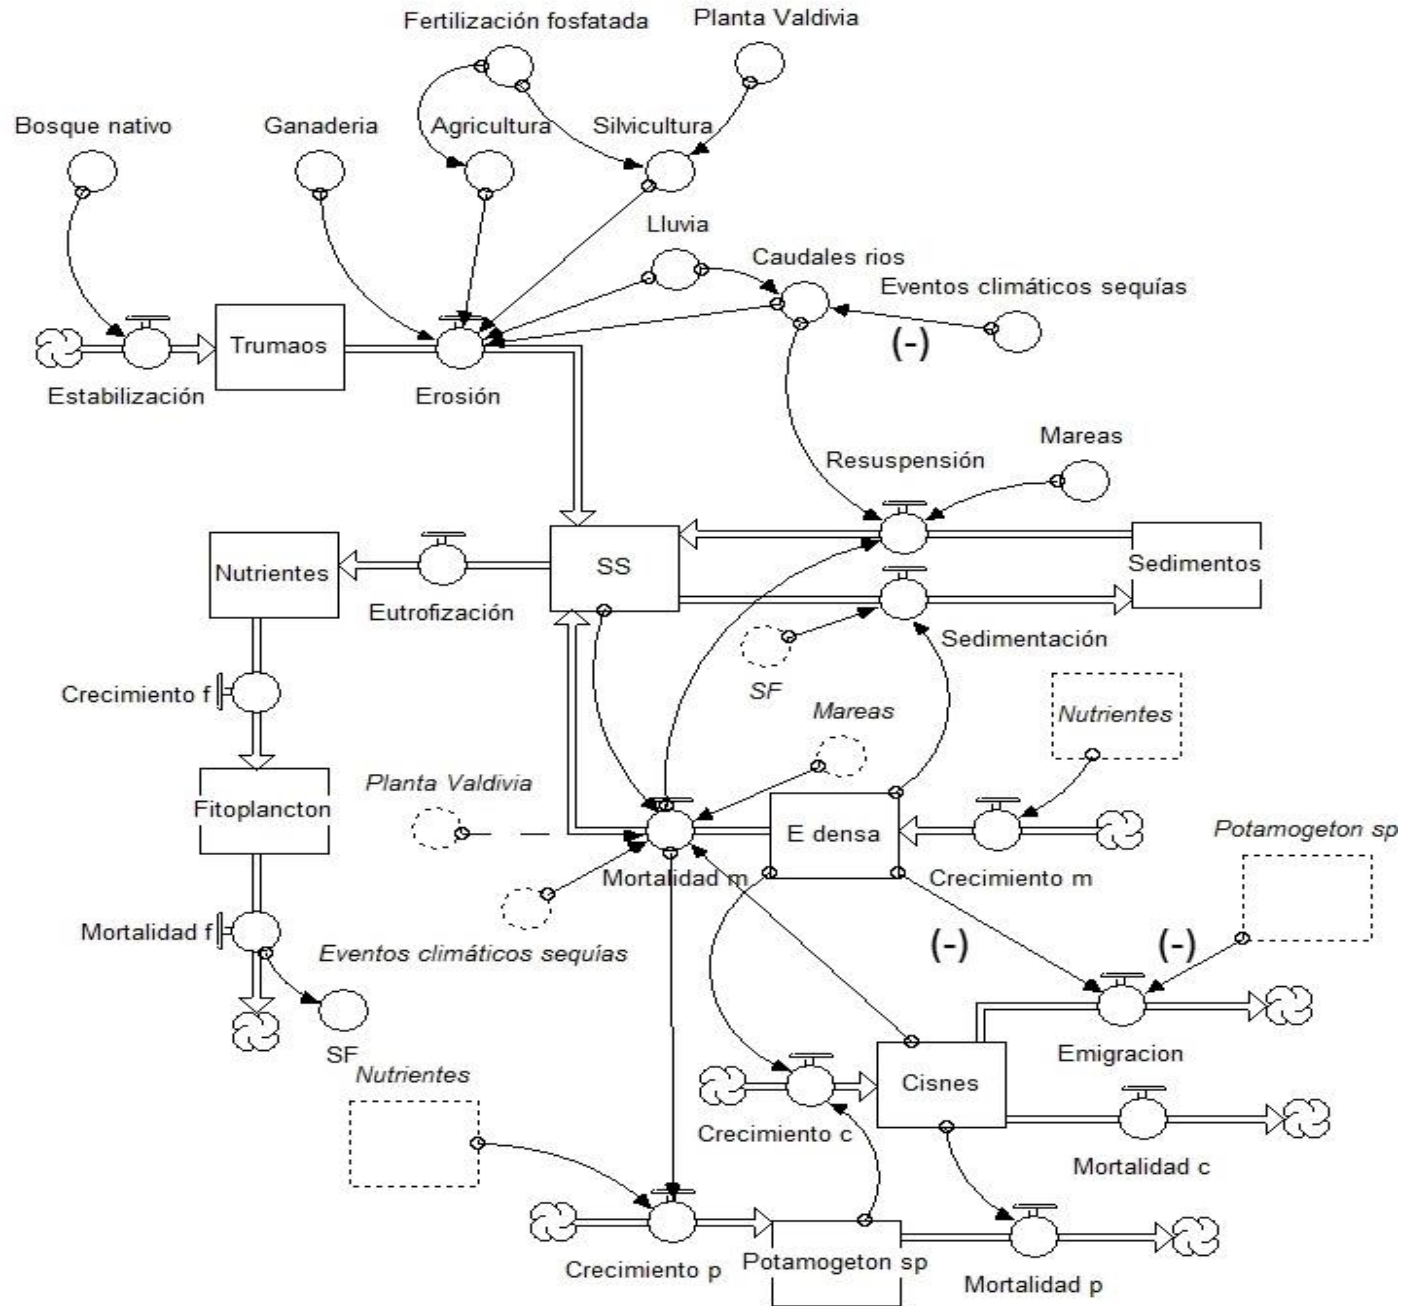 Fertilización fosfatada
Planta Valdivia
Bosque nativo
Ganaderia
Agricultura
Silvicultura
Lluvia
Caudales rios
Eventos climáticos sequías
(-)
Trumaos
Estabilización
Erosión
Mareas
Resuspensión
Nutrientes
SS
Sedimentos
Eutrofización
Sedimentación
SF
Crecimiento f
Mareas
Nutrientes
Planta Valdivia
Fitoplancton
E densa
Potamogeton sp
Mortalidad m
Crecimiento m
Mortalidad f
Eventos climáticos sequías
(-)
(-)
SF
Emigracion
Nutrientes
Cisnes
Crecimiento c
Mortalidad c
Potamogeton sp
Crecimiento p
Mortalidad p